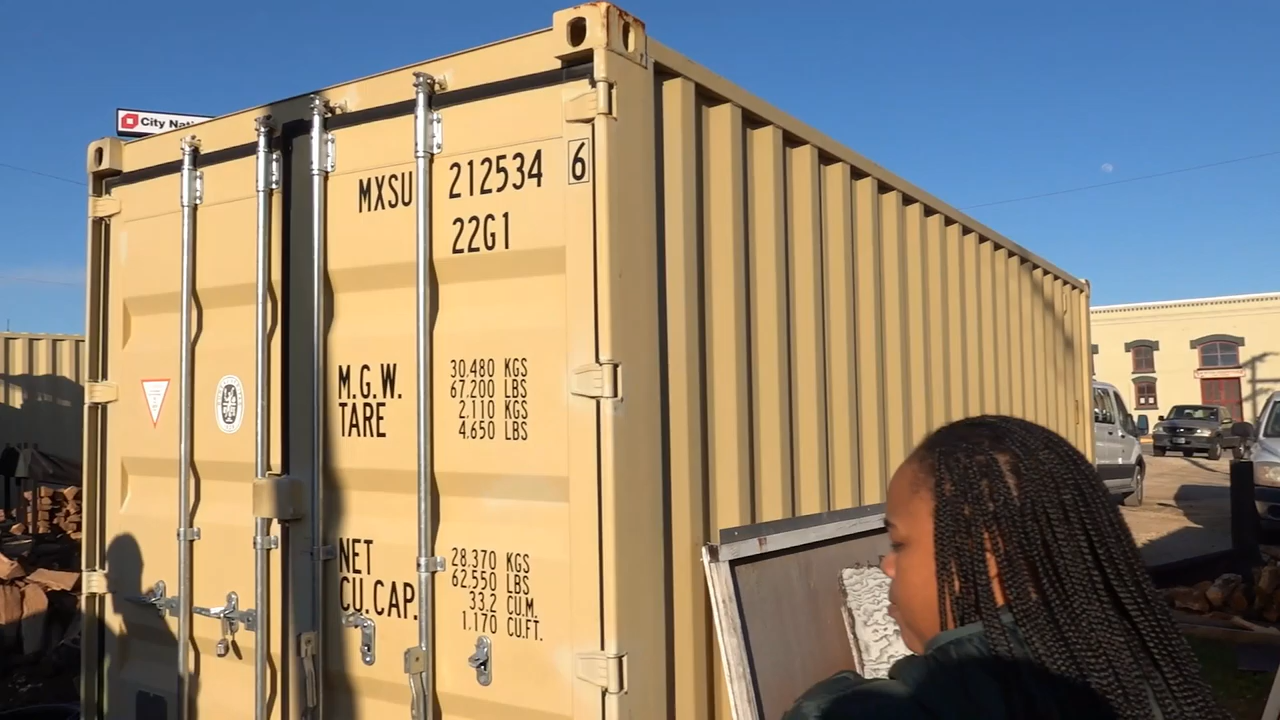 City Nati
MXSU 212534 6
22G1
M.G.W. 30.480 KGS
67.200 LBS
TARE 2.110 KGS
4.650 LBS
NET 28.370 KGS
62.550 LBS
CU.CAP. 33.2 CU.M.
1.170 CU.FT.